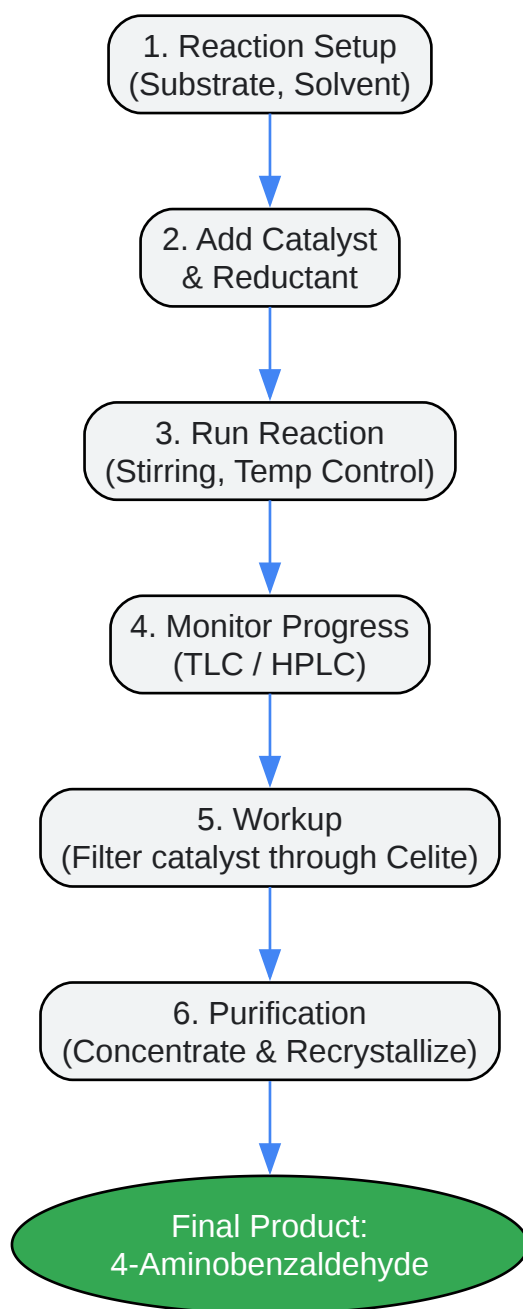 1. Reaction Setup
(Substrate, Solvent)
2. Add Catalyst
& Reductant
3. Run Reaction
(Stirring, Temp Control)
4. Monitor Progress
(TLC / HPLC)
5. Workup
(Filter catalyst through Celite)
6. Purification
(Concentrate & Recrystallize)
Final Product:
4-Aminobenzaldehyde